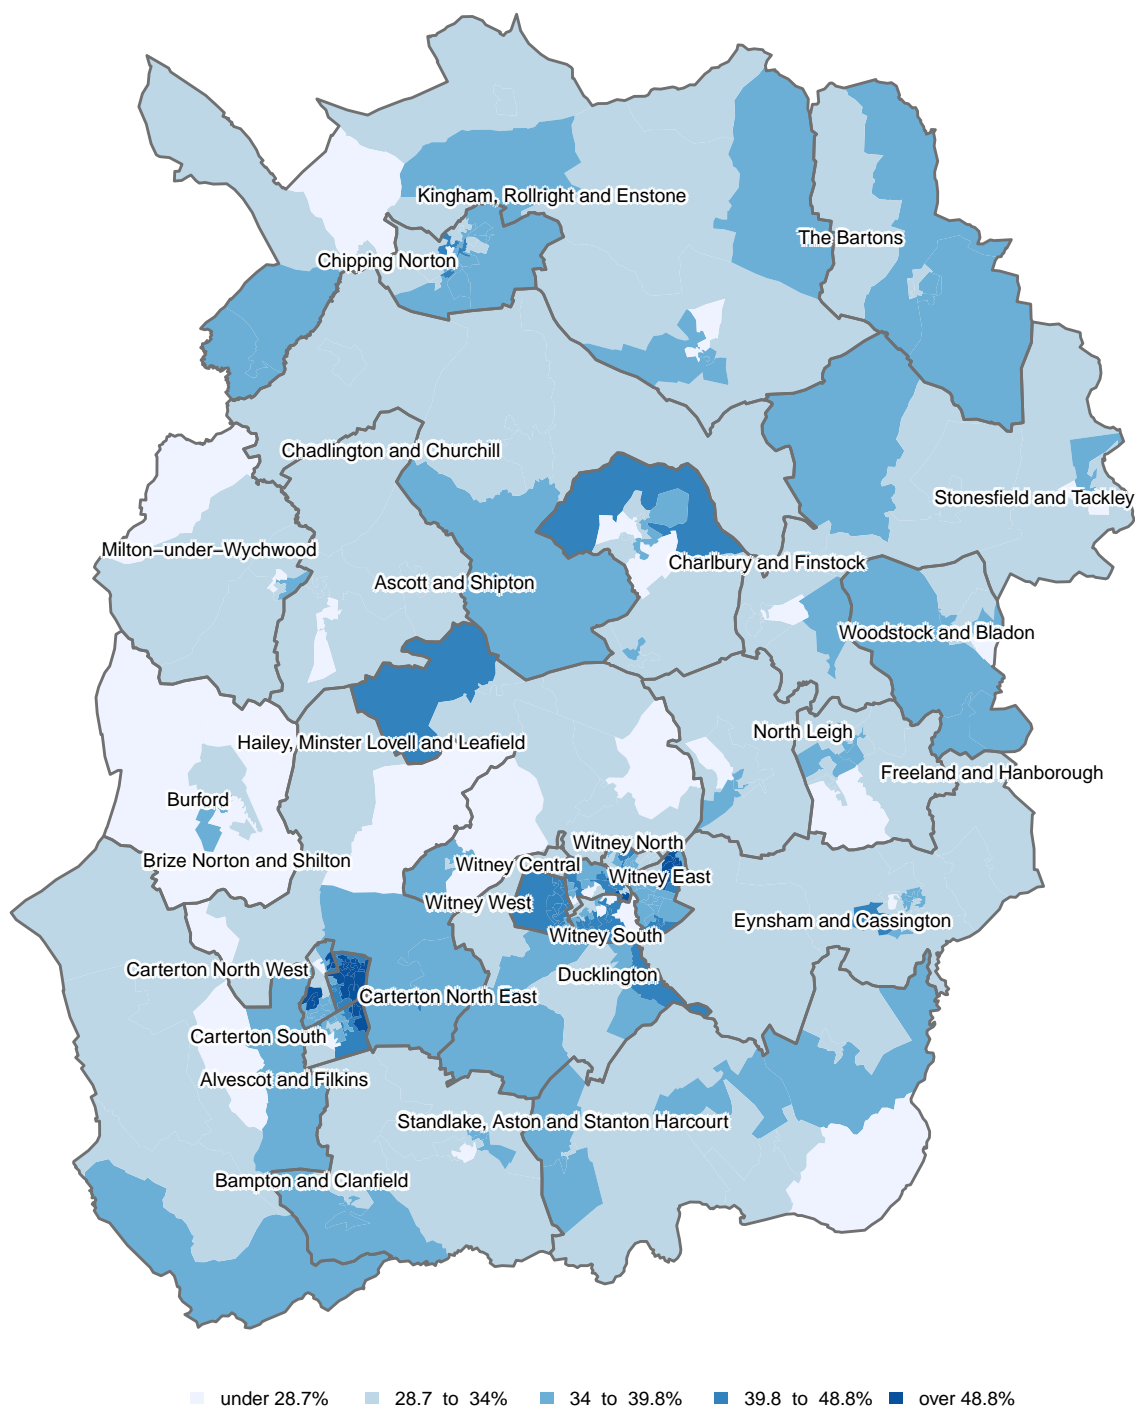 Kingham, Rollright and Enstone
The Bartons
Chipping Norton
Chadlington and Churchill
Stonesfield and Tackley
Milton–under–Wychwood
Charlbury and Finstock
Ascott and Shipton
Woodstock and Bladon
North Leigh
Hailey, Minster Lovell and Leafield
Freeland and Hanborough
Burford
Witney North
Brize Norton and Shilton
Witney Central
Witney East
Witney West
Eynsham and Cassington
Witney South
Carterton North West
Ducklington
Carterton North East
Carterton South
Alvescot and Filkins
Standlake, Aston and Stanton Harcourt
Bampton and Clanfield
under 28.7% 28.7 to 34% 34 to 39.8% 39.8 to 48.8% over 48.8%